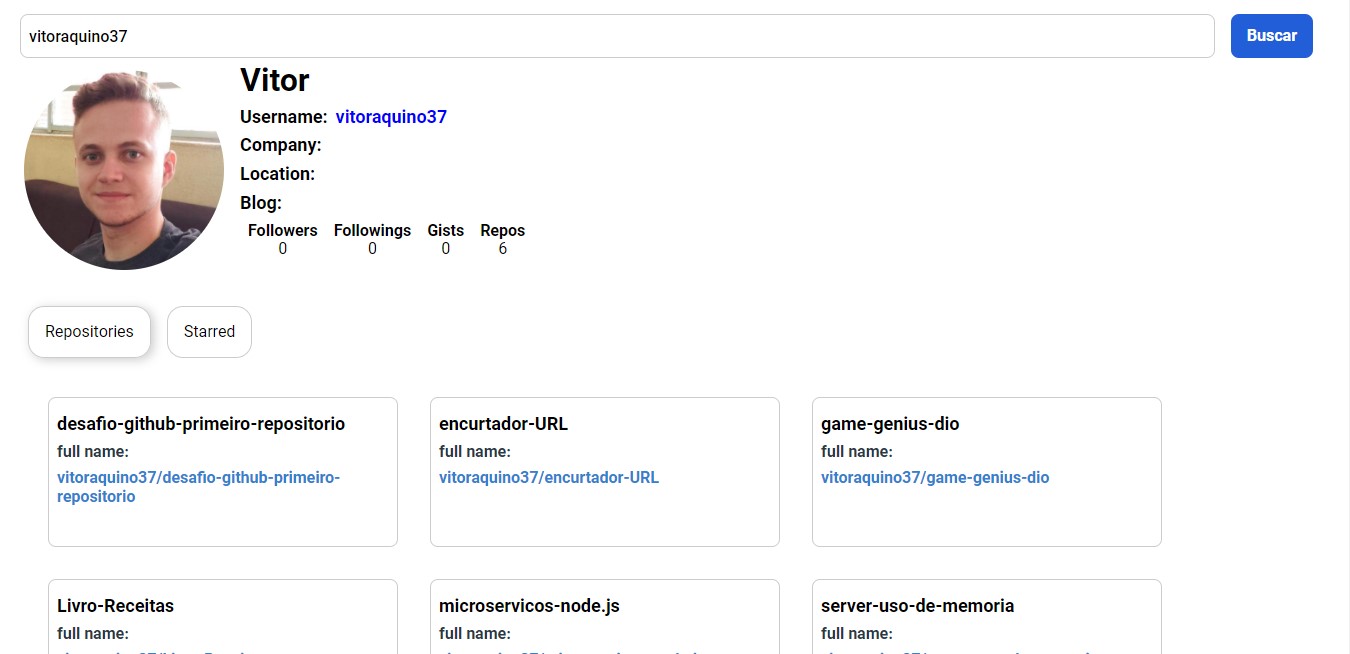 vitoraquino37
Buscar
Vitor
Username: vitoraquino37
Company:
Location:
Blog:
Followers Followings Gists Repos
0 0 0 6
Repositories Starred
desafio-github-primeiro-repositorio
full name:
vitoraquino37/desafio-github-primeiro-
repositorio
encurtador-URL
full name:
vitoraquino37/encurtador-URL
game-genius-dio
full name:
vitoraquino37/game-genius-dio
Livro-Receitas
full name:
microservicos-node.js
full name:
server-uso-de-memoria
full name: